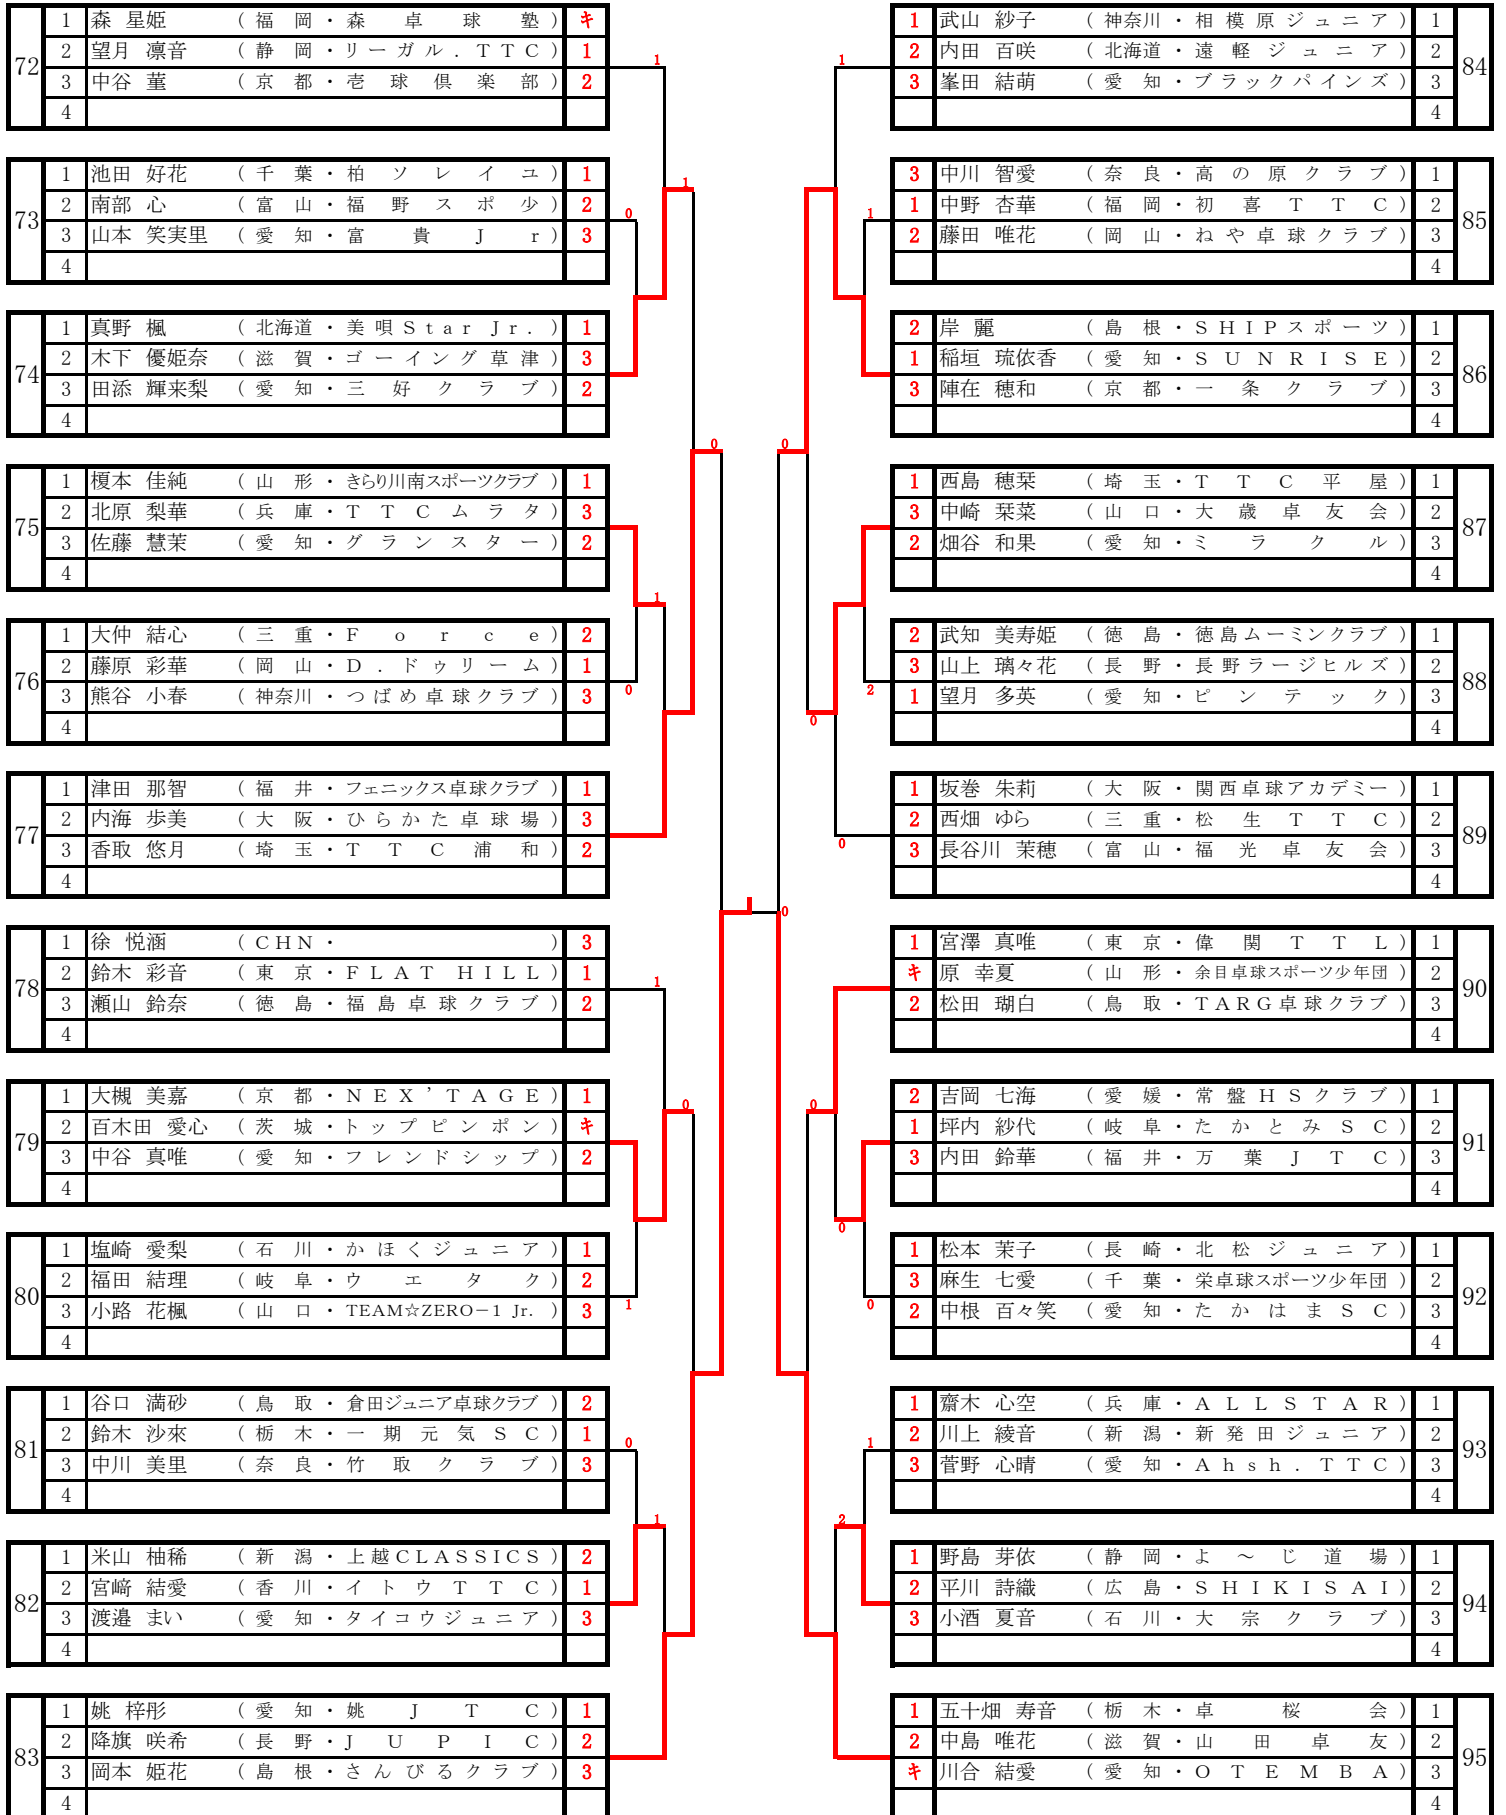 72
1 森 星姫 (福 岡・森 卓 球 塾) キ
2 望月 凛音 (静 岡・リーガル.TTC) 1
3 中谷 菫 (京 都・壱 球 倶 楽 部) 2
4
73
1 池田 好花 (千 葉・柏 ソ レ イ ユ) 1
2 南部 心 (富 山・福 野 ス ポ 少) 2
3 山本 笑実里 (愛 知・富 貴 J r) 3
4
74
1 真野 楓 (北海道・美唄Star Jr.) 1
2 木下 優姫奈 (滋 賀・ゴーイング草津) 3
3 田添 輝来梨 (愛 知・三 好 ク ラ ブ) 2
4
75
1 榎本 佳純 (山 形・きらり川南スポーツクラブ) 1
2 北原 梨華 (兵 庫・TTCムラタ) 3
3 佐藤 慧茉 (愛 知・グランスター) 2
4
76
1 大仲 結心 (三 重・F o r c e) 2
2 藤原 彩華 (岡 山・D.ドゥリーム) 1
3 熊谷 小春 (神奈川・つばめ卓球クラブ) 3
4
77
1 津田 那智 (福 井・フェニックス卓球クラブ) 1
2 内海 歩美 (大 阪・ひらかた卓球場) 3
3 香取 悠月 (埼 玉・T T C 浦 和) 2
4
78
1 徐 悦涵 (CHN・ ) 3
2 鈴木 彩音 (東 京・FLAT HILL) 1
3 瀬山 鈴奈 (徳 島・福島卓球クラブ) 2
4
79
1 大槻 美嘉 (京 都・NEX'TAGE) 1
2 百木田 愛心 (茨 城・トップピンポン) キ
3 中谷 真唯 (愛 知・フレンドシップ) 2
4
80
1 塩崎 愛梨 (石 川・かほくジュニア) 1
2 福田 結理 (岐 阜・ウ エ タ ク) 2
3 小路 花楓 (山 口・TEAM☆ZERO－1 Jr.) 3
4
81
1 谷口 満砂 (鳥 取・倉田ジュニア卓球クラブ) 2
2 鈴木 沙來 (栃 木・一期元気SC) 1
3 中川 美里 (奈 良・竹 取 ク ラ ブ) 3
4
82
1 米山 柚稀 (新 潟・上越CLASSICS) 2
2 宮﨑 結愛 (香 川・イトウTTC) 1
3 渡邉 まい (愛 知・タイコウジュニア) 3
4
83
1 姚 梓彤 (愛 知・姚 J T C) 1
2 降旗 咲希 (長 野・J U P I C) 2
3 岡本 姫花 (島 根・さんびるクラブ) 3
4
1
0
1
0
1
0
1
0
1
0
1
0
1 武山 紗子 (神奈川・相模原ジュニア) 1
2 内田 百咲 (北海道・遠軽ジュニア) 2
3 峯田 結萌 (愛 知・ブラックパインズ) 3
4
84
3 中川 智愛 (奈 良・高の原クラブ) 1
1 中野 杏華 (福 岡・初 喜 T T C) 2
2 藤田 唯花 (岡 山・ねや卓球クラブ) 3
4
85
2 岸 麗 (島 根・SHIPスポーツ) 1
1 稲垣 琉依香 (愛 知・SUNRISE) 2
3 陣在 穂和 (京 都・一 条 ク ラ ブ) 3
4
86
1 西島 穂栞 (埼 玉・T T C 平 屋) 1
3 中崎 栞菜 (山 口・大 歳 卓 友 会) 2
2 畑谷 和果 (愛 知・ミ ラ ク ル) 3
4
87
2 武知 美寿姫 (徳 島・徳島ムーミンクラブ) 1
3 山上 璃々花 (長 野・長野ラージヒルズ) 2
1 望月 多英 (愛 知・ピ ン テ ッ ク) 3
4
88
1 坂巻 朱莉 (大 阪・関西卓球アカデミー) 1
2 西畑 ゆら (三 重・松 生 T T C) 2
3 長谷川 茉穂 (富 山・福 光 卓 友 会) 3
4
89
1 宮澤 真唯 (東 京・偉 関 T T L) 1
キ 原 幸夏 (山 形・余目卓球スポーツ少年団) 2
2 松田 瑚白 (鳥 取・TARG卓球クラブ) 3
4
90
2 吉岡 七海 (愛 媛・常盤HSクラブ) 1
1 坪内 紗代 (岐 阜・たかとみSC) 2
3 内田 鈴華 (福 井・万 葉 J T C) 3
4
91
1 松本 茉子 (長 崎・北松ジュニア) 1
3 麻生 七愛 (千 葉・栄卓球スポーツ少年団) 2
2 中根 百々笑 (愛 知・たかはまSC) 3
4
92
1 齋木 心空 (兵 庫・ALLSTAR) 1
2 川上 綾音 (新 潟・新発田ジュニア) 2
3 菅野 心晴 (愛 知・Ahsh.TTC) 3
4
93
1 野島 芽依 (静 岡・よ～じ道場) 1
2 平川 詩織 (広 島・SHIKISAI) 2
3 小酒 夏音 (石 川・大 宗 ク ラ ブ) 3
4
94
1 五十畑 寿音 (栃 木・卓 桜 会) 1
2 中島 唯花 (滋 賀・山 田 卓 友) 2
キ 川合 結愛 (愛 知・OTEMBA) 3
4
95
1
1
0
2
0
0
0
0
0
0
1
2